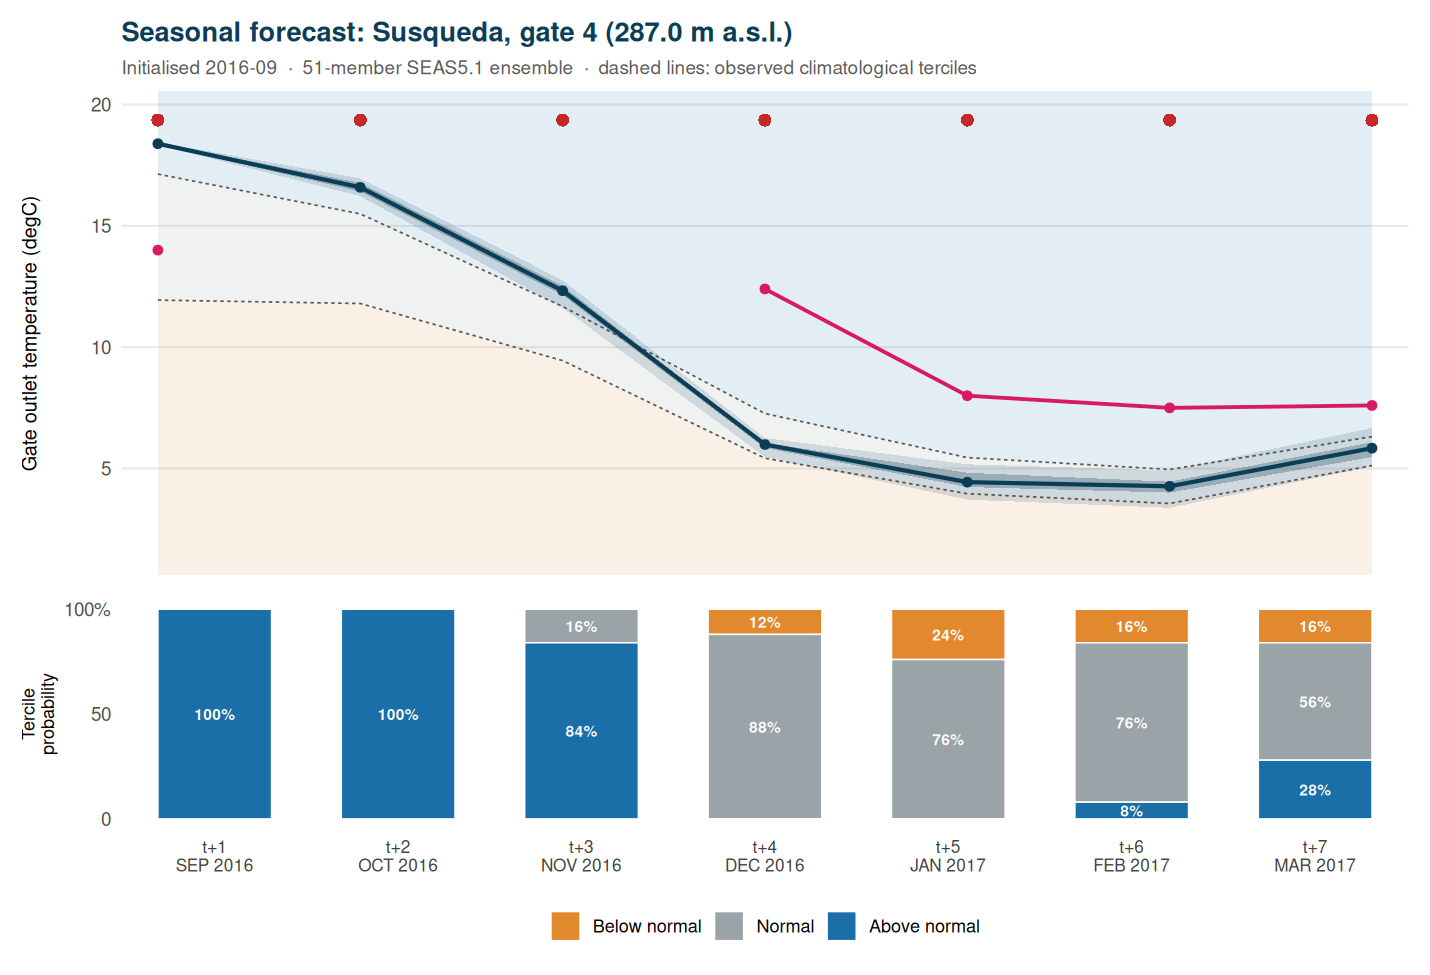 Seasonal forecast: Susqueda, gate 4 (287.0 m a.s.l.)
Initialised 2016-09 · 51-member SEAS5.1 ensemble · dashed lines: observed climatological terciles
Gate outlet temperature (degC)
20
15
10
5
Tercile
probability
100%
50
0
100%
100%
16%
84%
12%
88%
24%
76%
16%
76%
8%
16%
56%
28%
t+1
SEP 2016
t+2
OCT 2016
t+3
NOV 2016
t+4
DEC 2016
t+5
JAN 2017
t+6
FEB 2017
t+7
MAR 2017
Below normal
Normal
Above normal